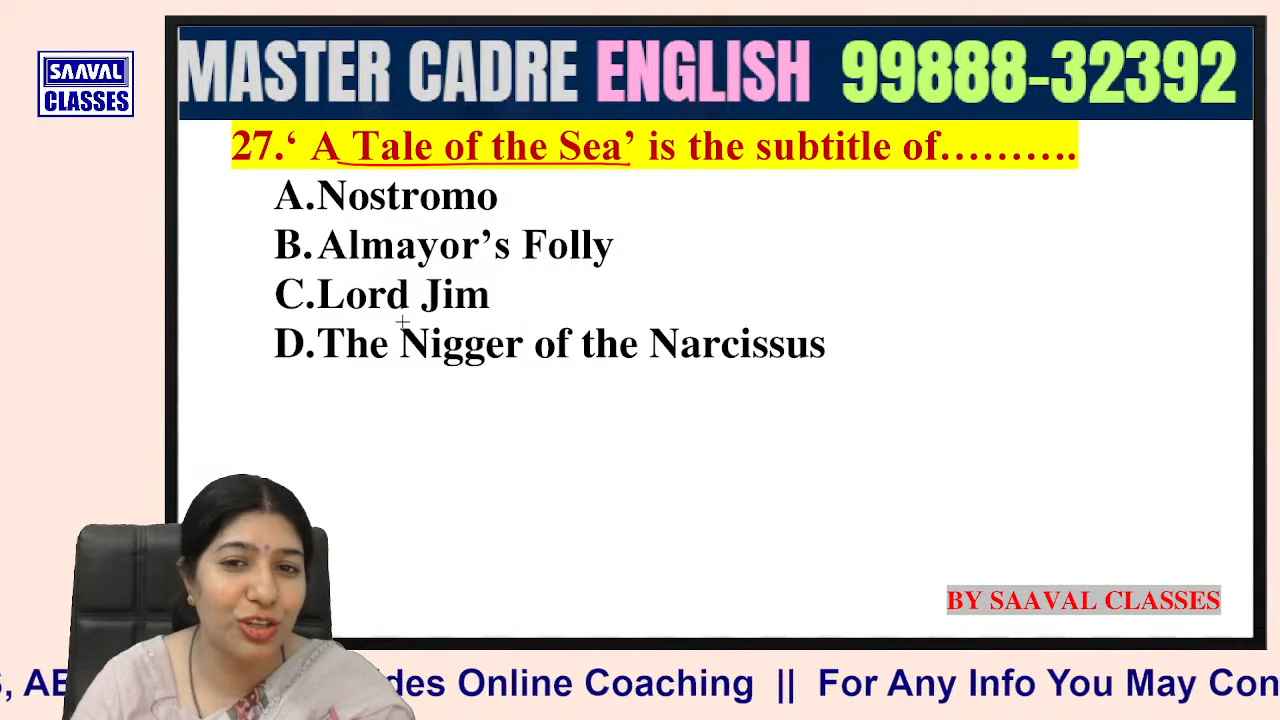 SAAVAL
CLASSES
MASTER CADRE ENGLISH 99888-32392
27.‘ A Tale of the Sea’ is the subtitle of……….
A.Nostromo
B.Almayor’s Folly
C.Lord Jim
D.The Nigger of the Narcissus
BY SAAVAL CLASSES
des Online Coaching || For Any Info You May Con